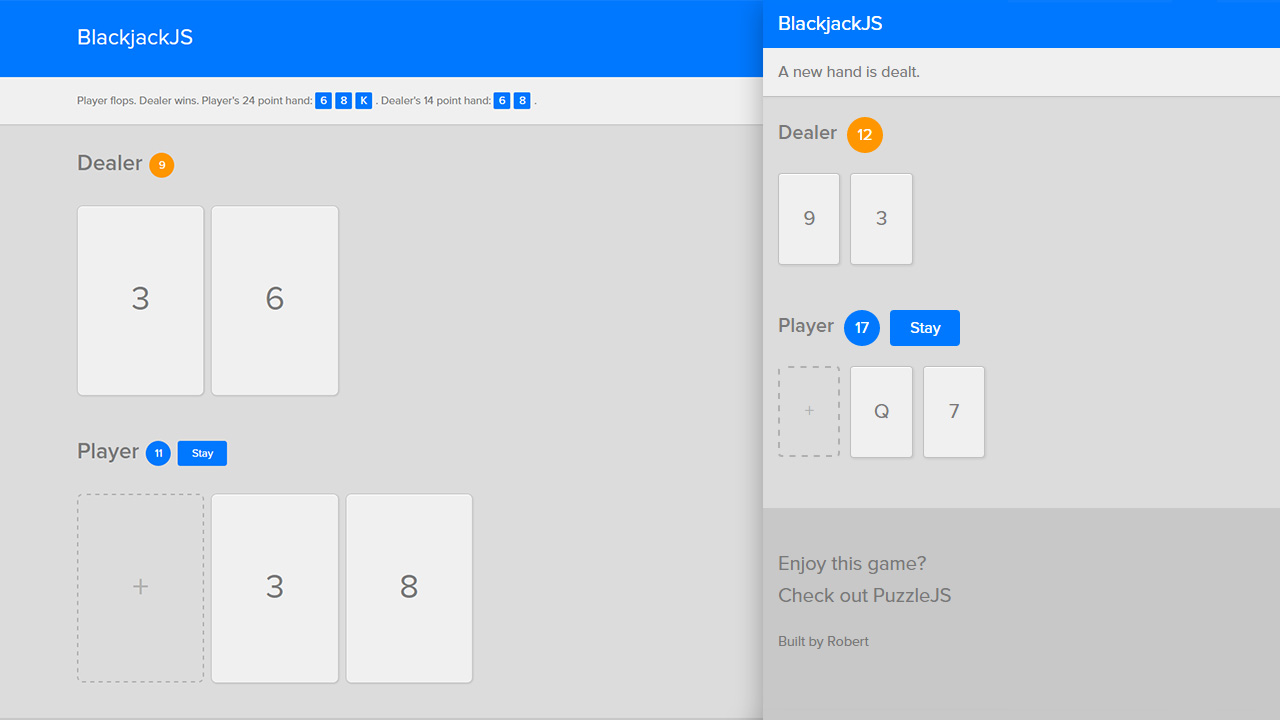 BlackjackJS
Player flops. Dealer wins. Player's 24 point hand: 6 8 K . Dealer's 14 point hand: 6 8 .
Dealer 9
3 6
Player 11 Stay
+ 3 8
BlackjackJS
A new hand is dealt.
Dealer 12
9 3
Player 17 Stay
+ Q 7
Enjoy this game?
Check out PuzzleJS
Built by Robert